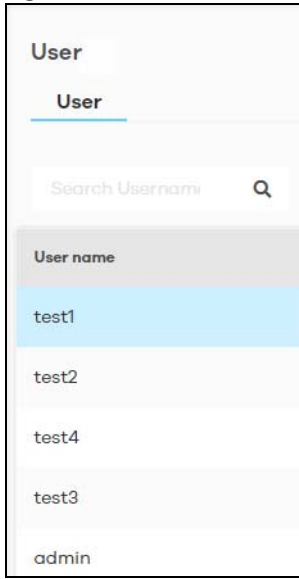 User
User
Search Usernam
User name
test1
test2
test4
test3
admin